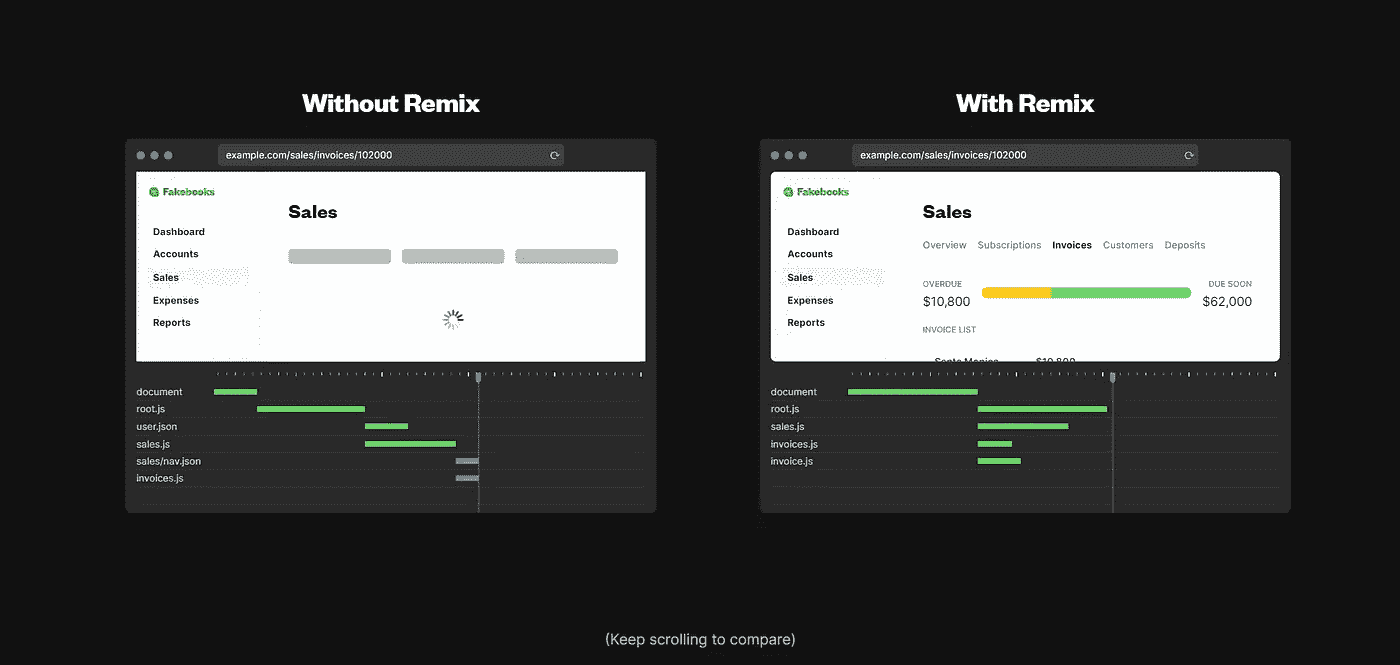 Without Remix
example.com/sales/invoices/102000
Fakebooks
Sales
Dashboard
Accounts
Sales
Expenses
Reports
document
root.js
user.json
sales.js
sales/nav.json
invoices.js
With Remix
example.com/sales/invoices/102000
Fakebooks
Sales
Dashboard
Accounts
Sales
Expenses
Reports
Overview Subscriptions Invoices Customers Deposits
OVERDUE
$10,800
DUE SOON
$62,000
INVOICE LIST
Santa Monica $10,800
document
root.js
sales.js
invoices.js
invoice.js
(Keep scrolling to compare)